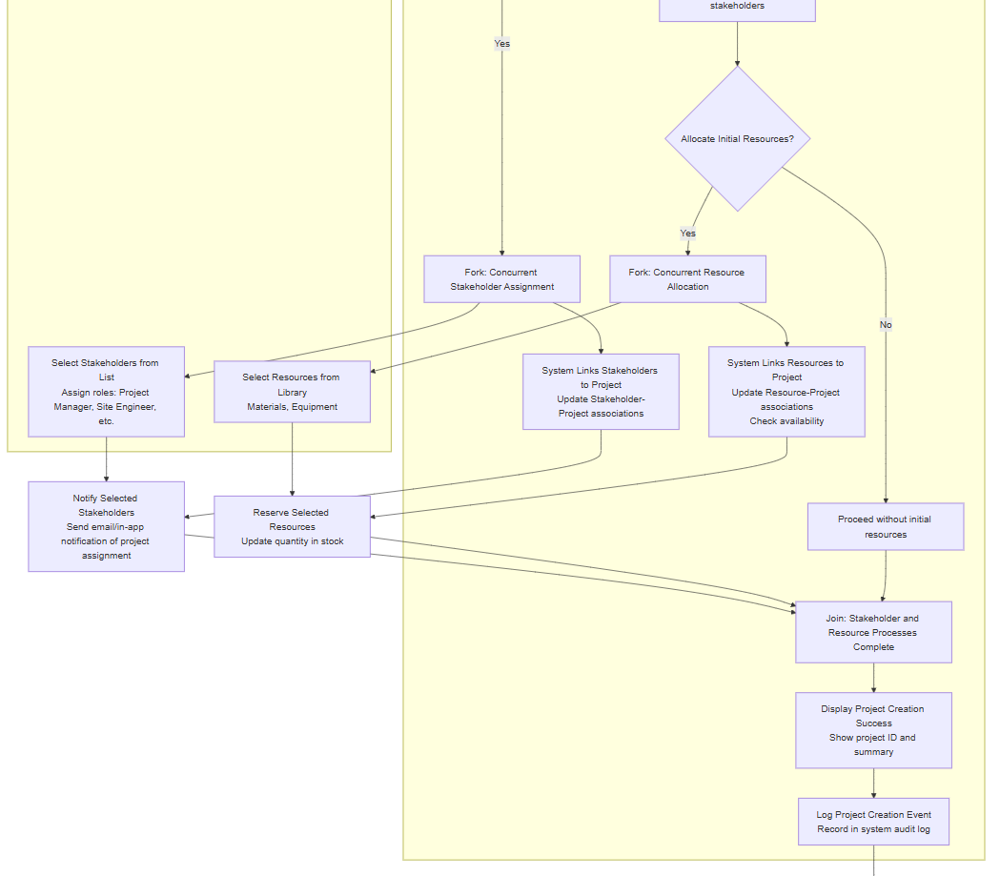 stakeholders
Yes
Allocate Initial Resources?
Yes
Fork: Concurrent
Stakeholder Assignment
Fork: Concurrent Resource
Allocation
No
Select Stakeholders from
List
Assign roles: Project
Manager, Site Engineer,
etc.
Select Resources from
Library
Materials, Equipment
System Links Stakeholders
to Project
Update Stakeholder-
Project associations
System Links Resources to
Project
Update Resource-Project
associations
Check availability
Notify Selected
Stakeholders
Send email/in-app
notification of project
assignment
Reserve Selected
Resources
Update quantity in stock
Proceed without initial
resources
Join: Stakeholder and
Resource Processes
Complete
Display Project Creation
Success
Show project ID and
summary
Log Project Creation Event
Record in system audit log